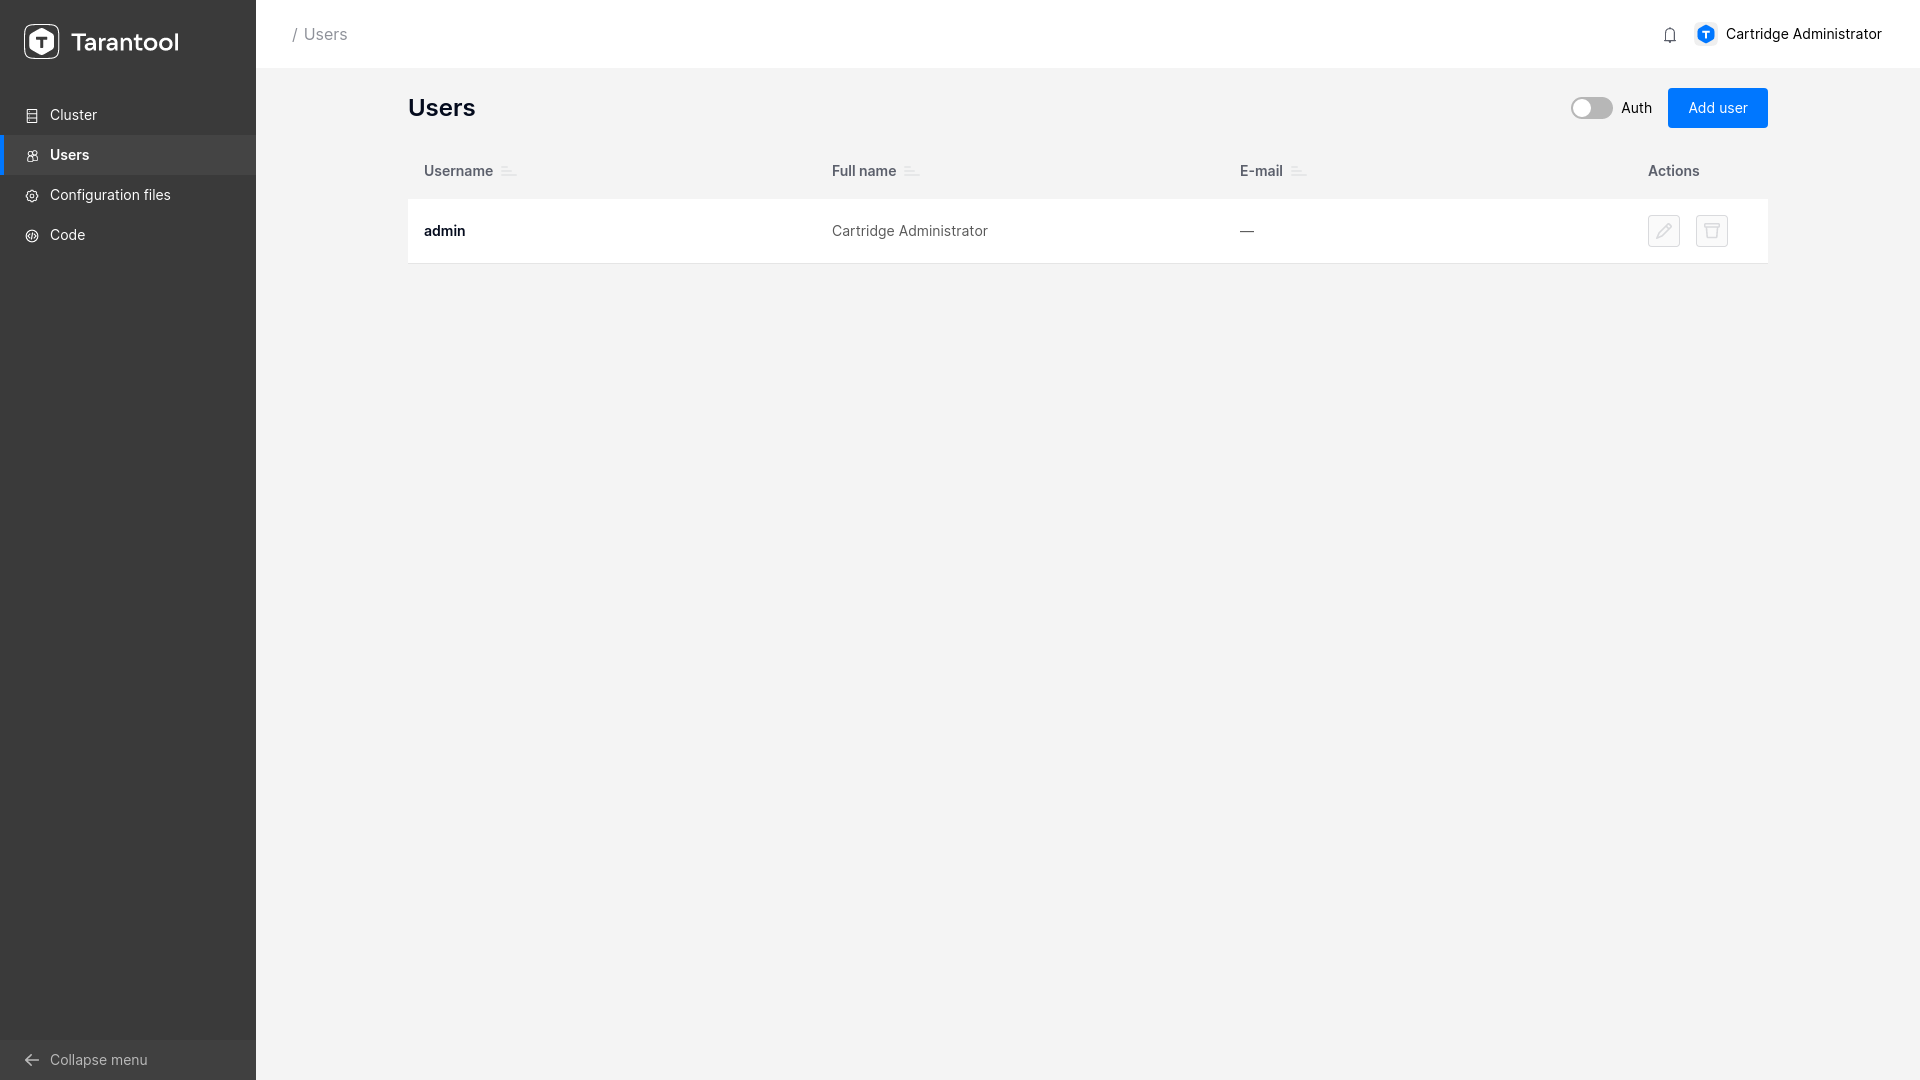 Tarantool
Cluster
Users
Configuration files
Code
Collapse menu
/ Users
Cartridge Administrator
Users
Auth
Add user
Username Full name E-mail Actions
admin Cartridge Administrator —